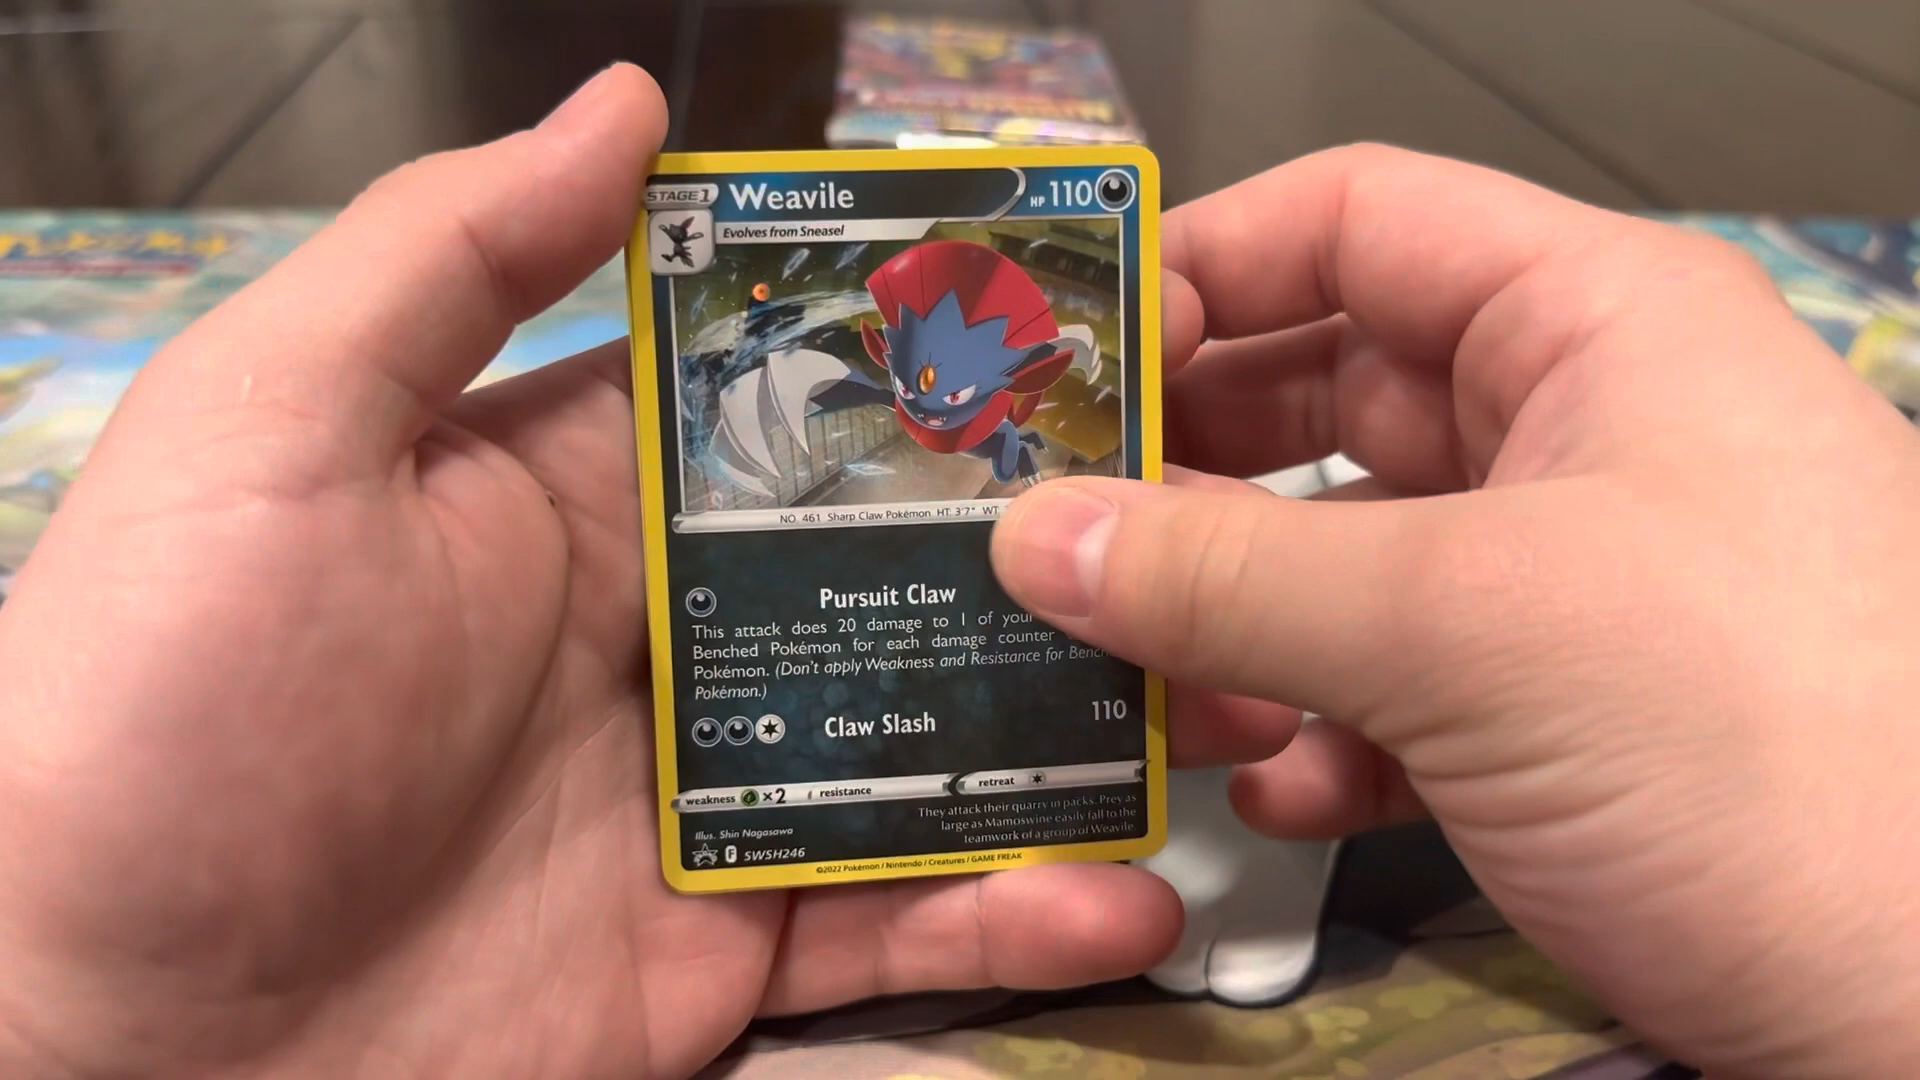 STAGE 1
Weavile
HP 110
Evolves from Sneasel
NO. 461 Sharp Claw Pokémon HT: 3'7" WT:
Pursuit Claw
This attack does 20 damage to 1 of your
Benched Pokémon for each damage counter
Pokémon. (Don't apply Weakness and Resistance for
Pokémon.)
Claw Slash 110
weakness ×2 resistance retreat
They attack their quarry in packs. Prey as
large as Mamoswine easily fall to the
teamwork of a group of Weavile.
Illus. Shin Nagasawa
F SWSH246
©2022 Pokémon / Nintendo / Creatures / GAME FREAK